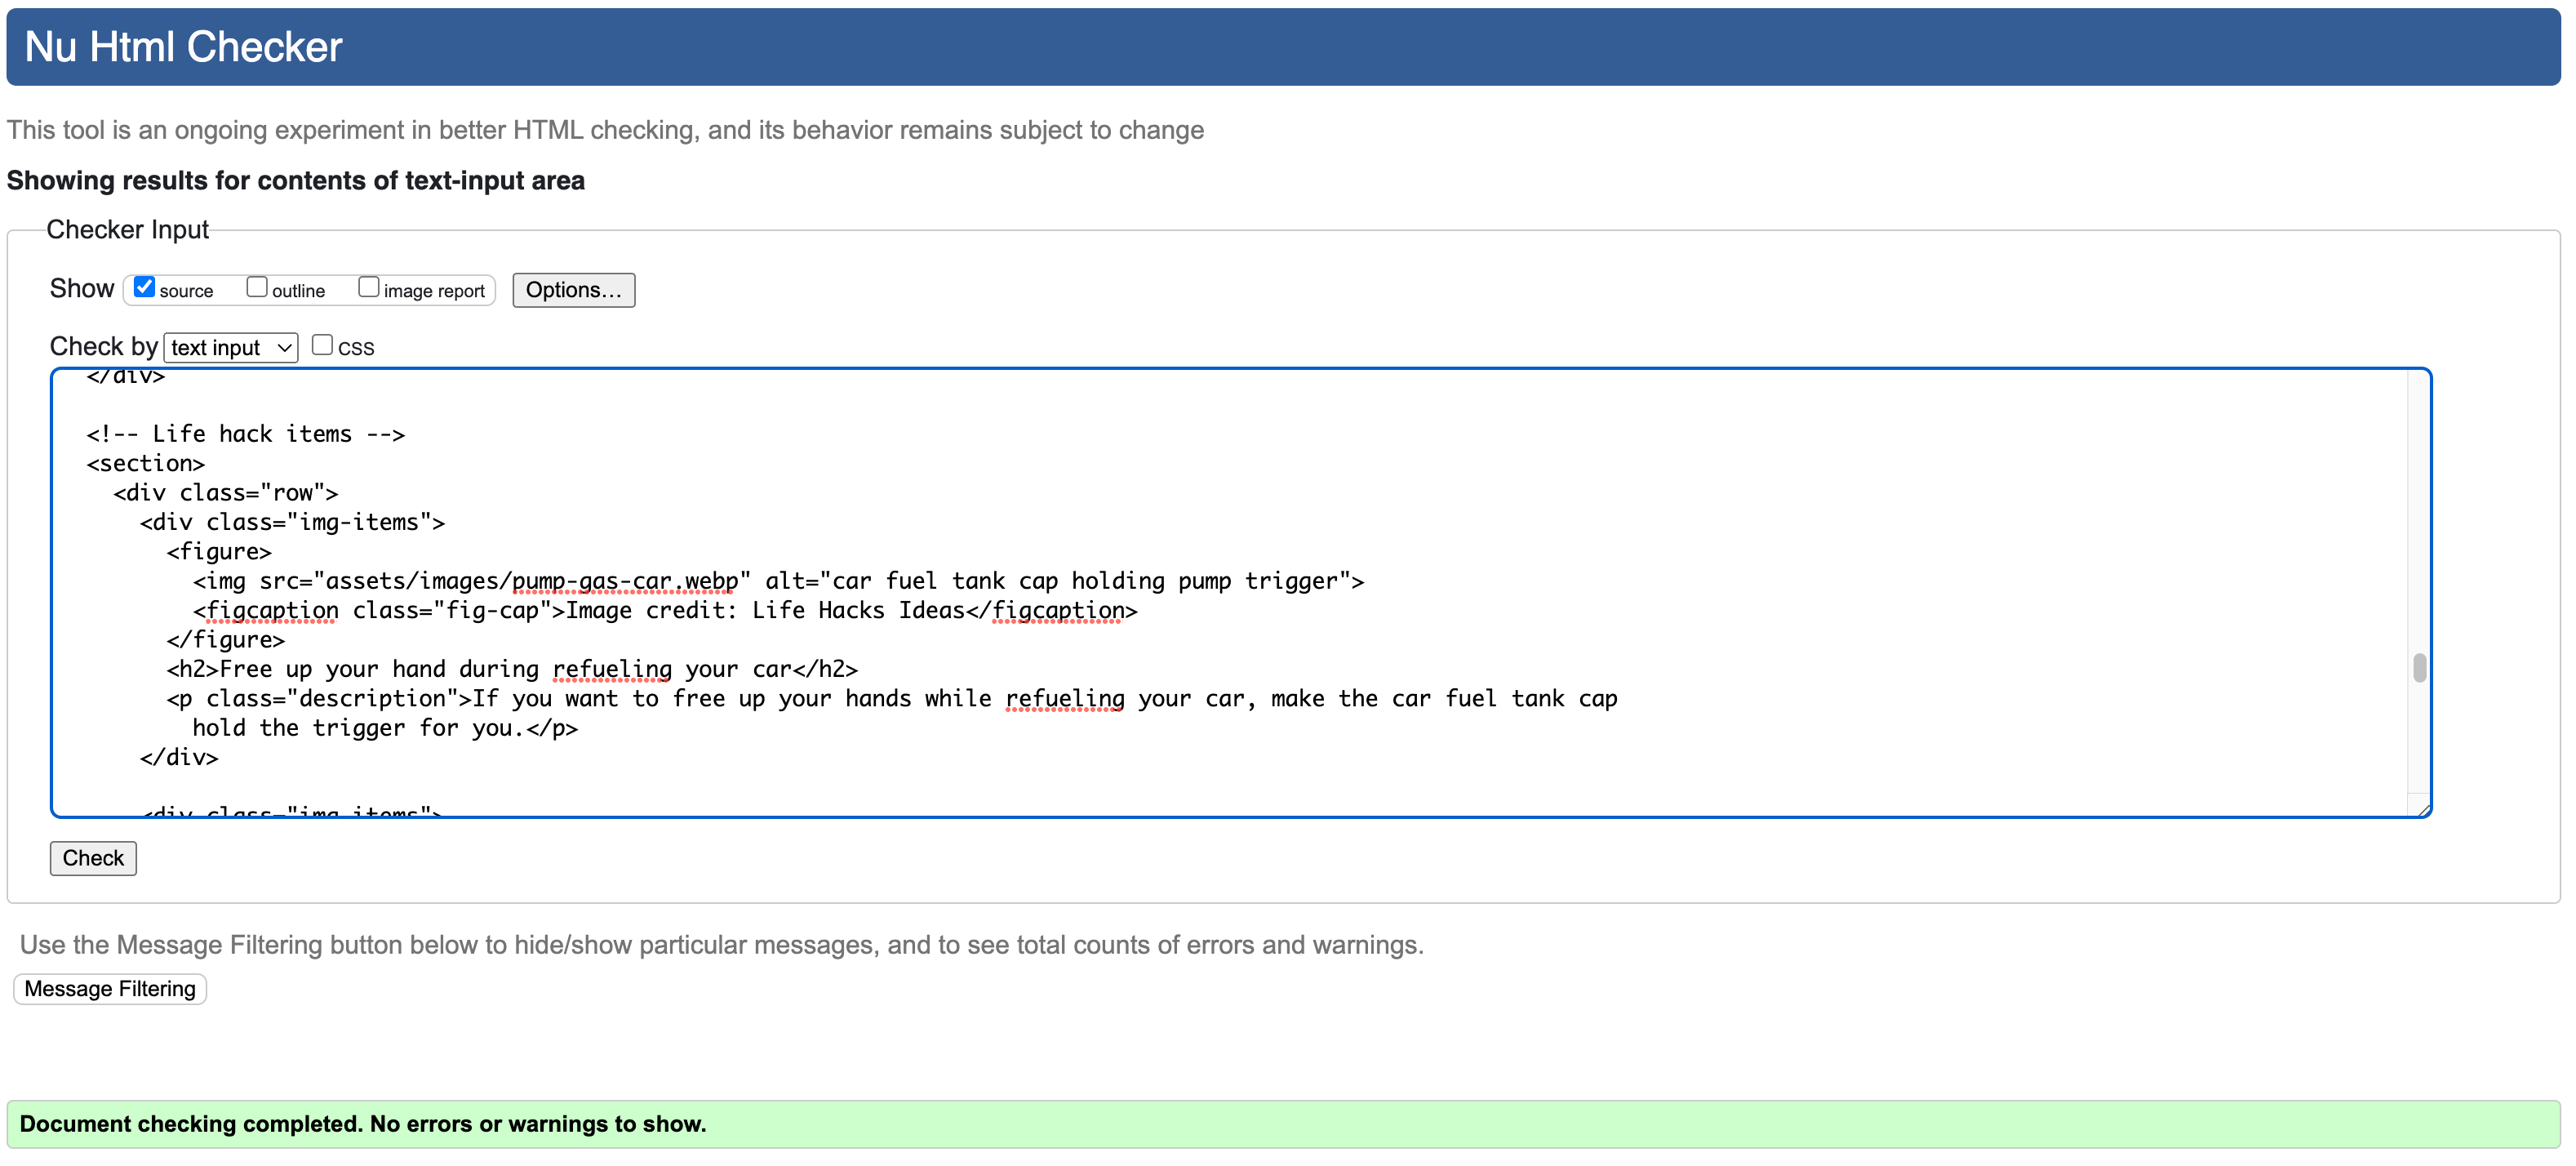 Nu Html Checker
This tool is an ongoing experiment in better HTML checking, and its behavior remains subject to change
Showing results for contents of text-input area
Checker Input
Show source outline image report Options...
Check by text input CSS
</div>
<!-- Life hack items -->
<section>
<div class="row">
<div class="img-items">
<figure>
<img src="assets/images/pump-gas-car.webp" alt="car fuel tank cap holding pump trigger">
<figcaption class="fig-cap">Image credit: Life Hacks Ideas</figcaption>
</figure>
<h2>Free up your hand during refueling your car</h2>
<p class="description">If you want to free up your hands while refueling your car, make the car fuel tank cap
hold the trigger for you.</p>
</div>
<div class="img-items">
Check
Use the Message Filtering button below to hide/show particular messages, and to see total counts of errors and warnings.
Message Filtering
Document checking completed. No errors or warnings to show.